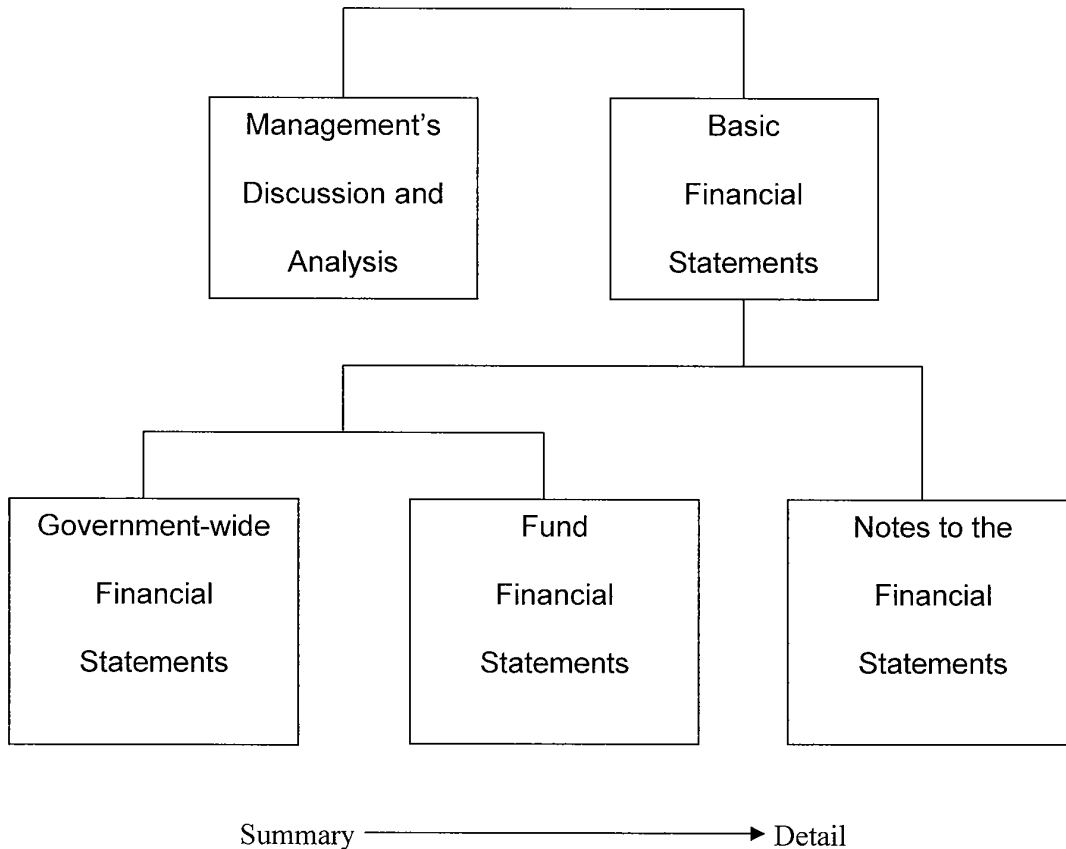 Management’s
Discussion and
Analysis
Basic
Financial
Statements
Government-wide
Financial
Statements
Fund
Financial
Statements
Notes to the
Financial
Statements
Summary Detail